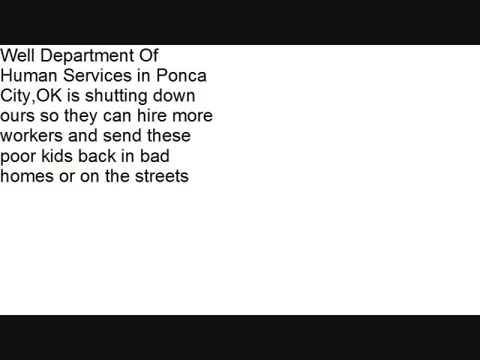 Well Department Of
Human Services in Ponca
City,OK is shutting down
ours so they can hire more
workers and send these
poor kids back in bad
homes or on the streets